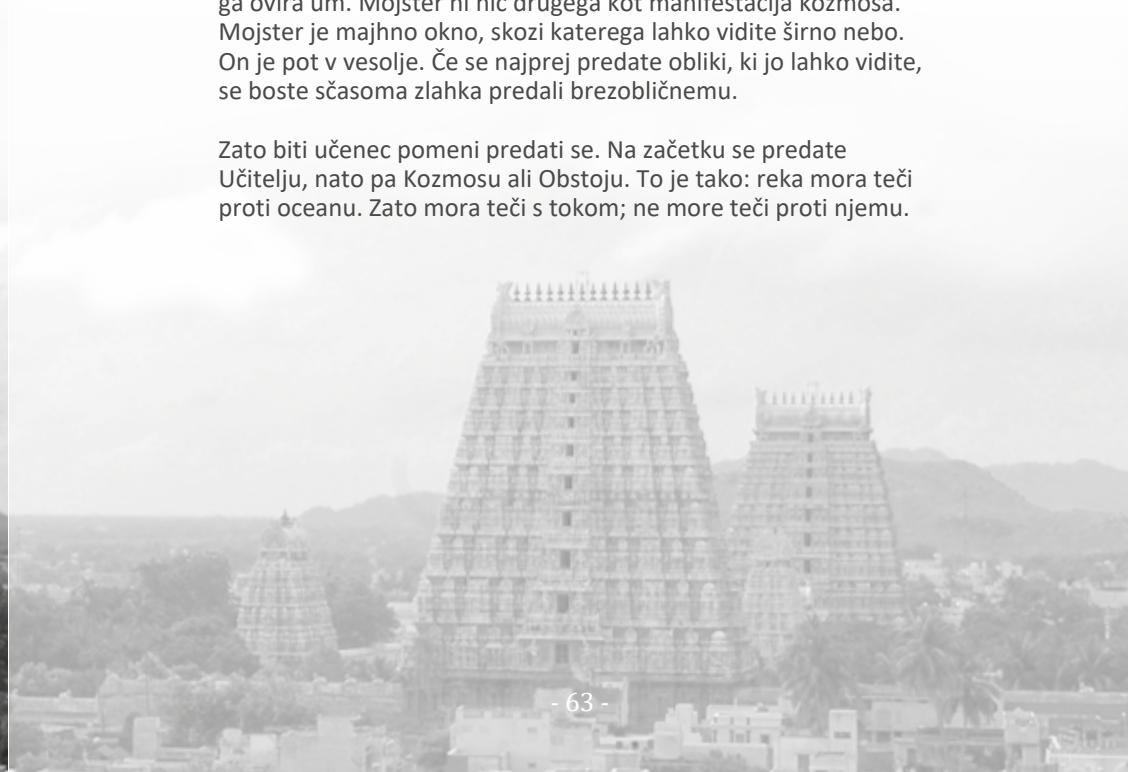 ga ovira um. Mojster ni nič drugega kot manifestacija kozmosa.
Mojster je majhno okno, skozi katerega lahko vidite širno nebo.
On je pot v vesolje. Če se najprej predate obliki, ki jo lahko vidite,
se boste sčasoma zlahka predali brezobličnemu.
Zato biti učenec pomeni predati se. Na začetku se predate
Učitelju, nato pa Kozmosu ali Obstoju. To je tako: reka mora teči
proti oceanu. Zato mora teči s tokom; ne more teči proti njemu.
- 63 -